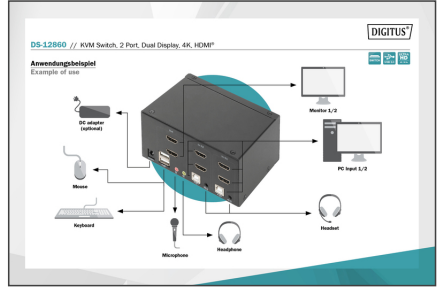 DIGITUS®
DS-12860 // KVM Switch, 2 Port, Dual Display, 4K, HDMI®
Anwendungsbeispiel
Example of use
DC adapter
(optional)
Monitor 1/2
PC Input 1/2
Mouse
Keyboard
Microphone
Headphone
Headset